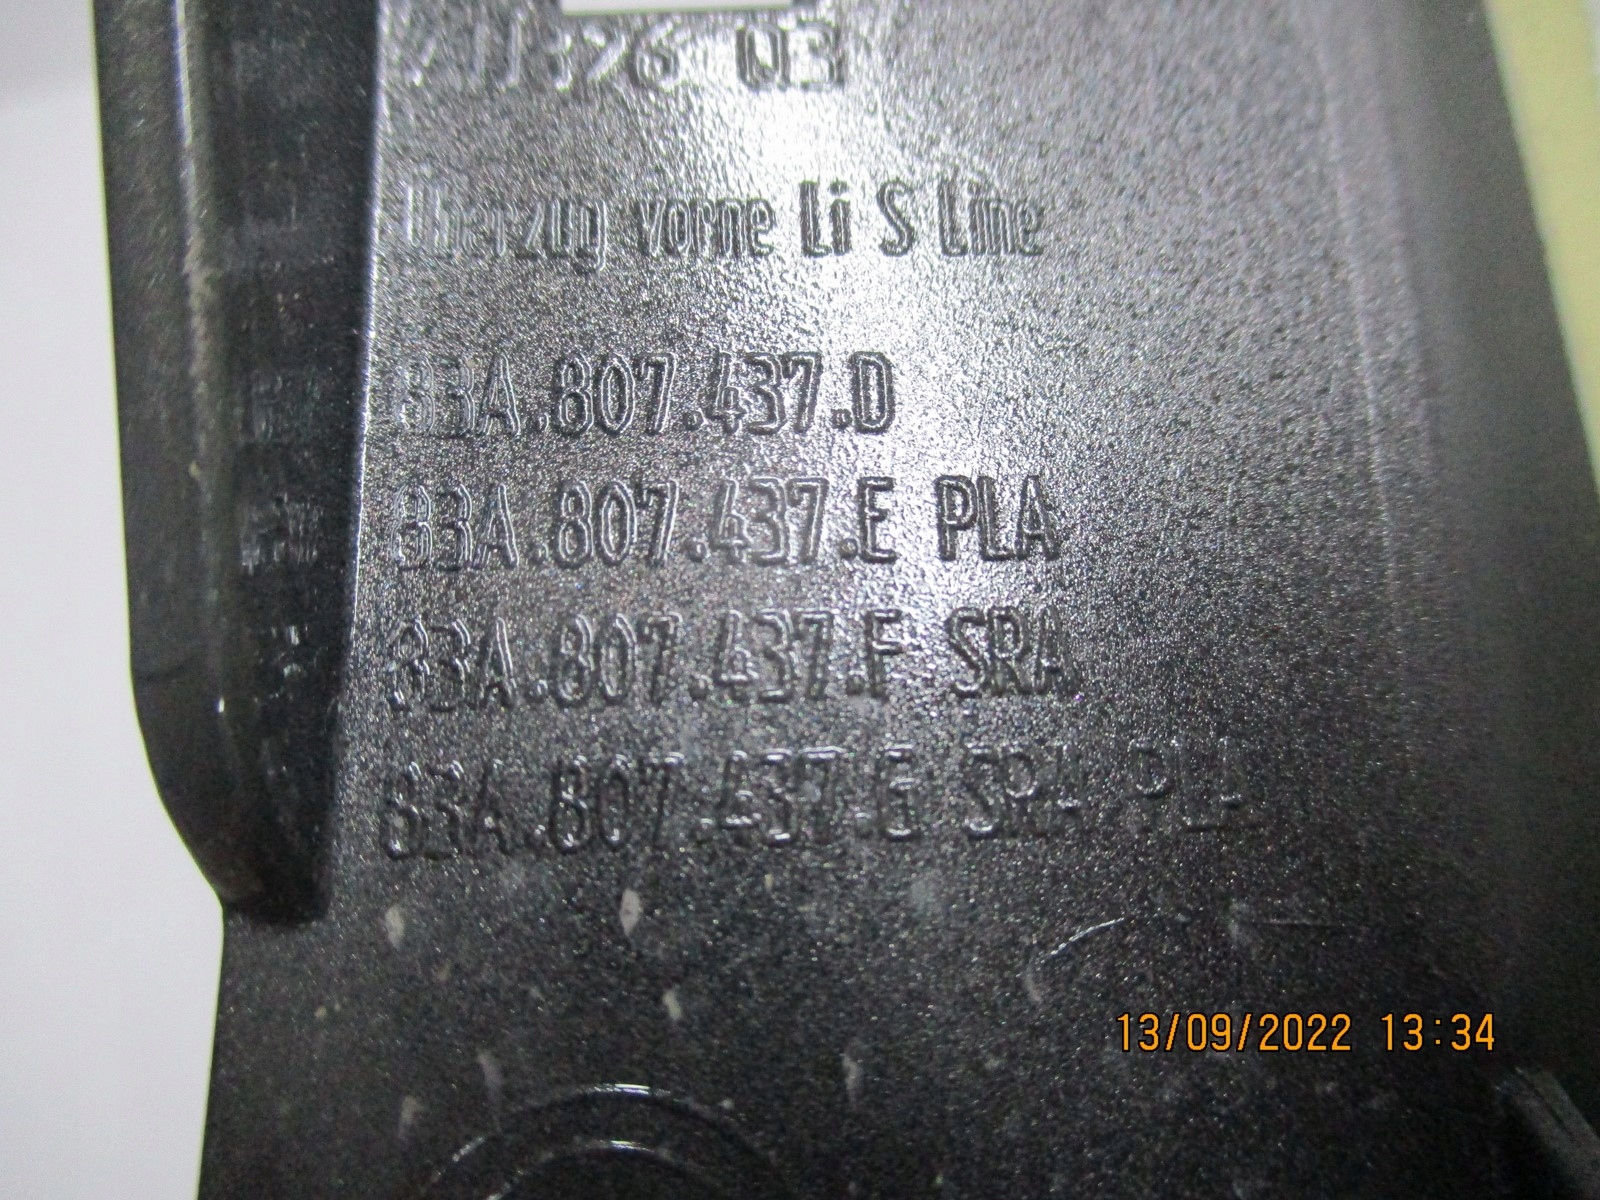 Q3
Überzug vorne Li S Line
83A.807.437.D
83A.807.437.E PLA
83A.807.437.F SRA
83A.807.437.G SRA PLA
13/09/2022 13:34